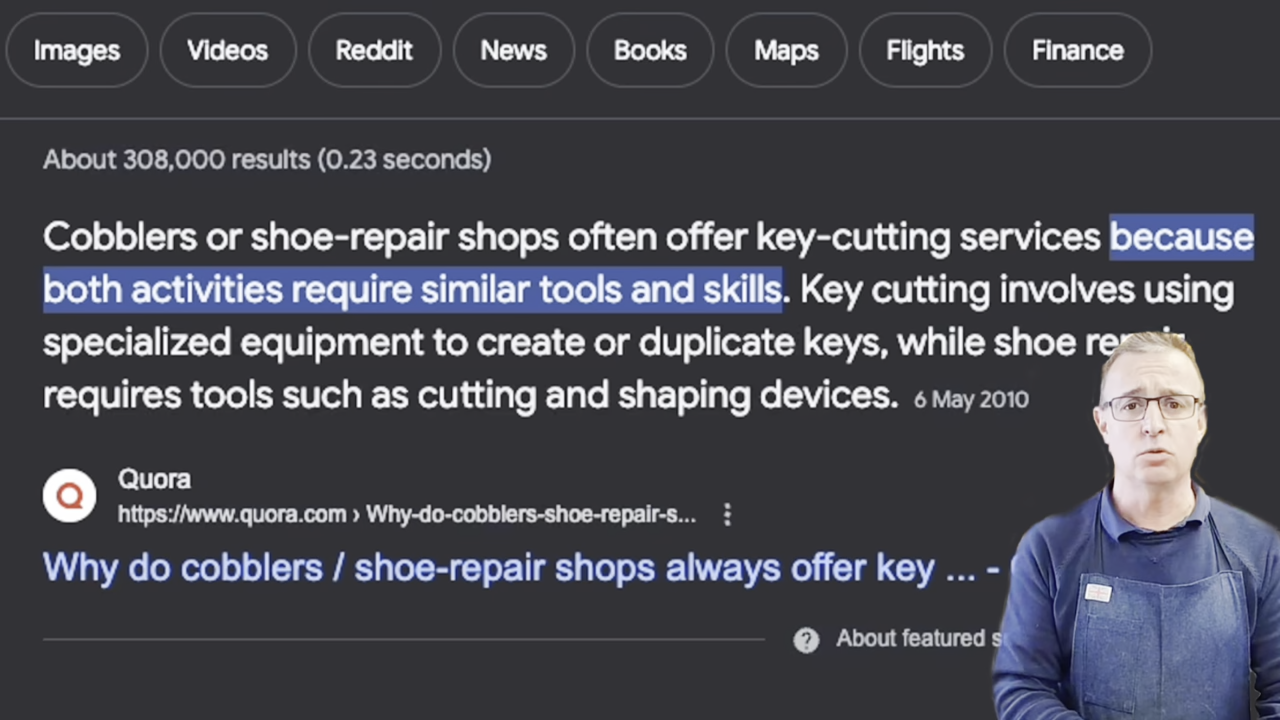 Images Videos Reddit News Books Maps Flights Finance
About 308,000 results (0.23 seconds)
Cobblers or shoe-repair shops often offer key-cutting services because
both activities require similar tools and skills. Key cutting involves using
specialized equipment to create or duplicate keys, while shoe repair
requires tools such as cutting and shaping devices. 6 May 2010
Quora
https://www.quora.com › Why-do-cobblers-shoe-repair-s...
Why do cobblers / shoe-repair shops always offer key ... -
About featured